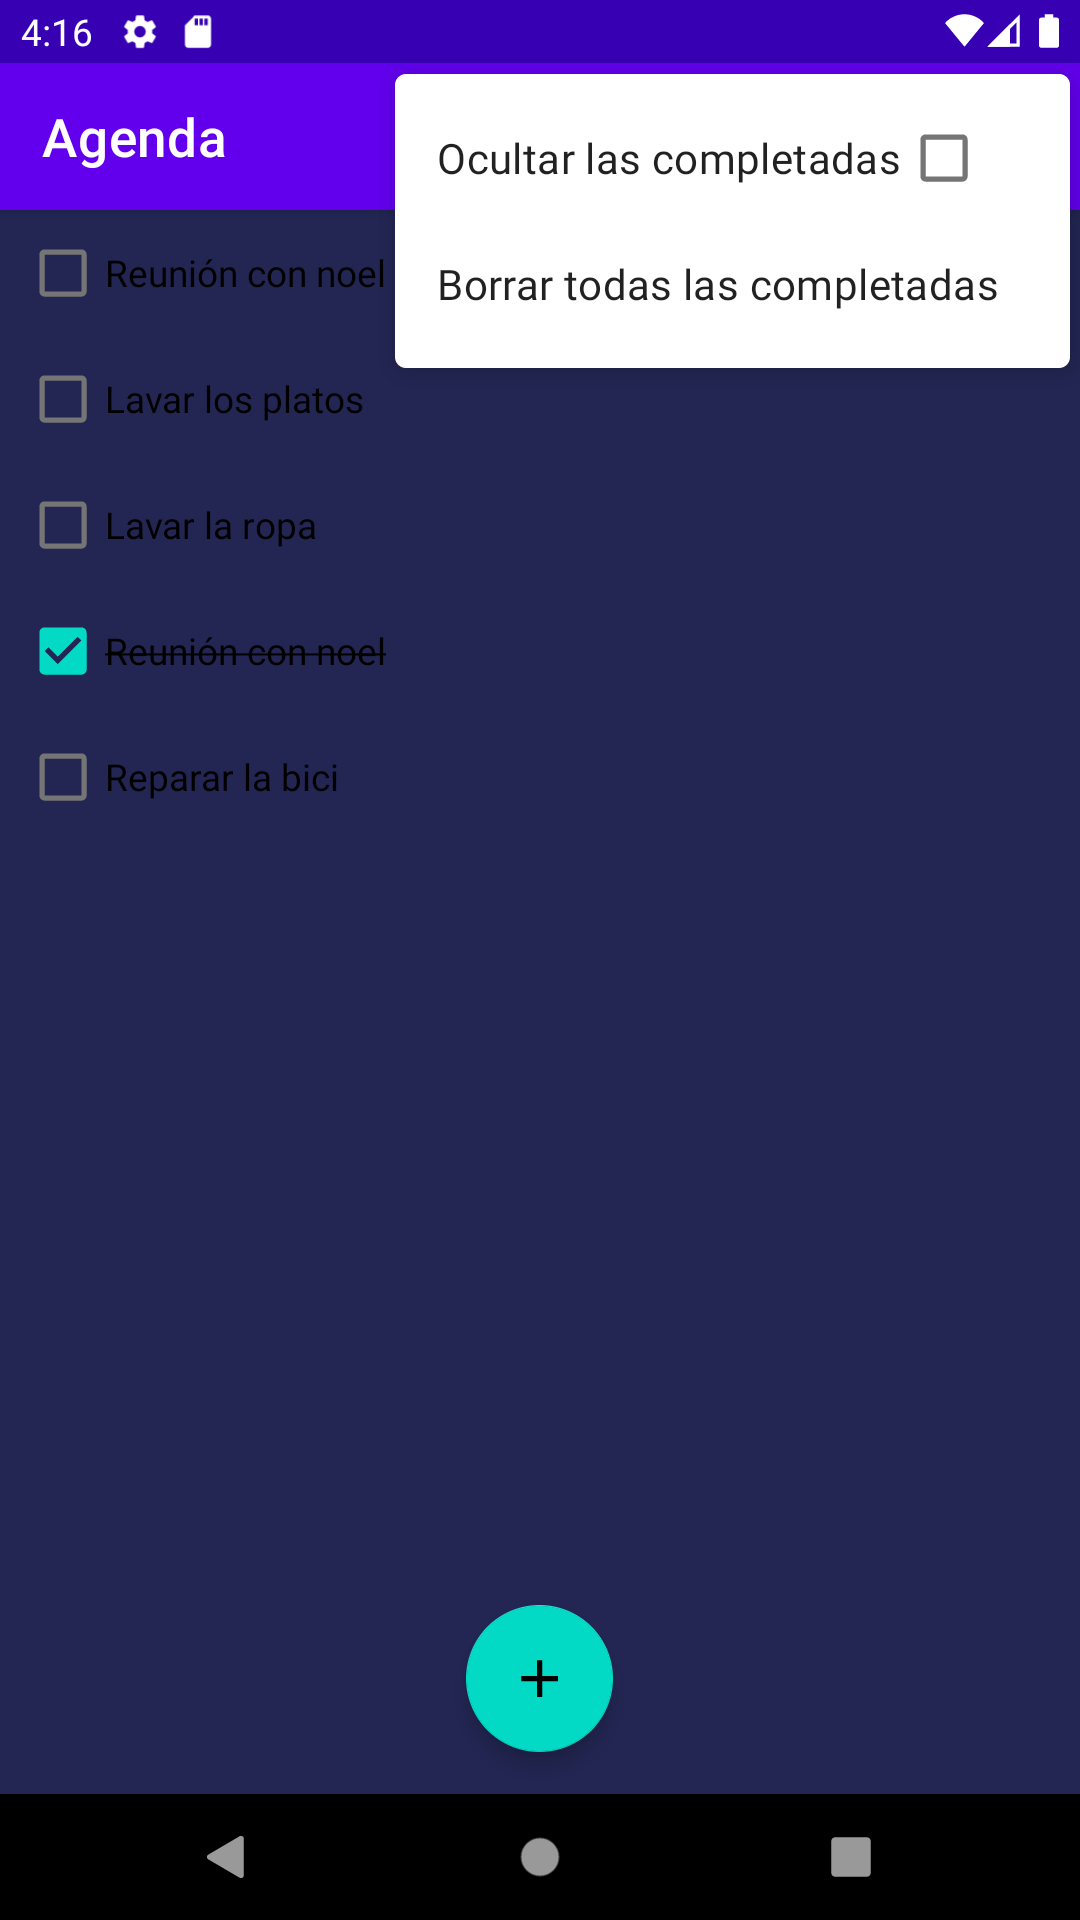 4:16
Agenda
Ocultar las completadas
Borrar todas las completadas
Reunión con noel
Lavar los platos
Lavar la ropa
Reunión con noel
Reparar la bici